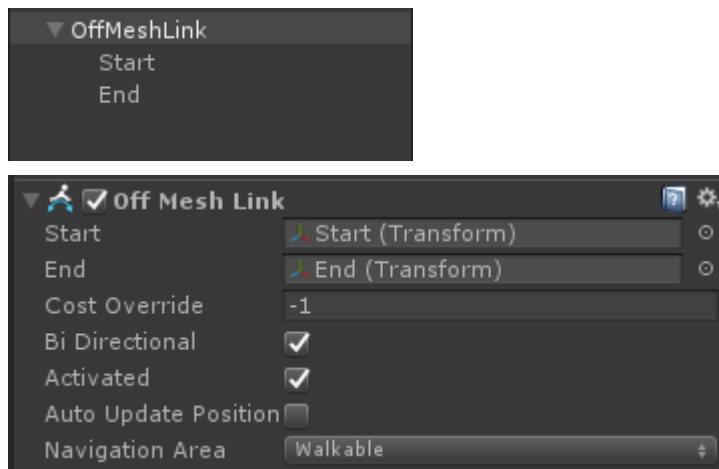 OffMeshLink
Start
End
Off Mesh Link
Start Start (Transform)
End End (Transform)
Cost Override -1
Bi Directional
Activated
Auto Update Position
Navigation Area Walkable